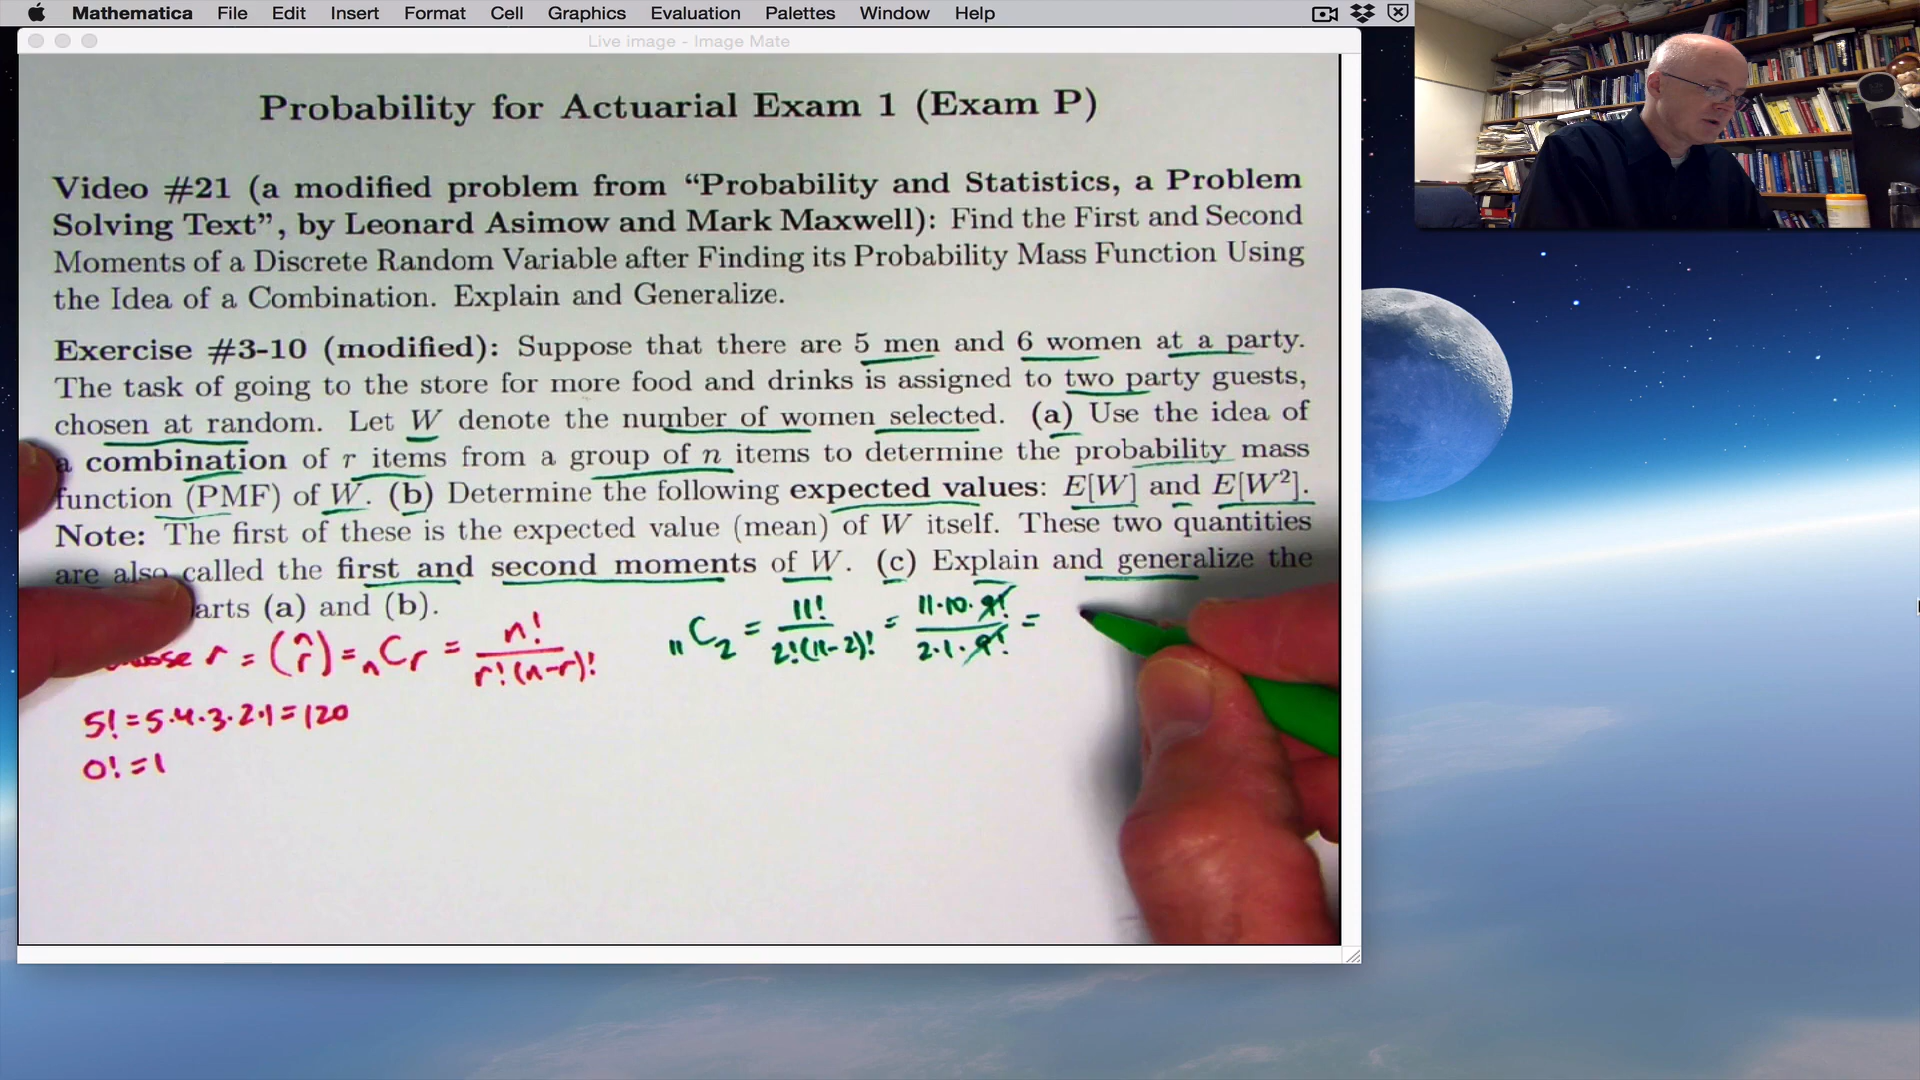 Mathematica File Edit Insert Format Cell Graphics Evaluation Palettes Window Help
Live image - Image Mate
Probability for Actuarial Exam 1 (Exam P)
Video #21 (a modified problem from “Probability and Statistics, a Problem
Solving Text”, by Leonard Asimow and Mark Maxwell): Find the First and Second
Moments of a Discrete Random Variable after Finding its Probability Mass Function Using
the Idea of a Combination. Explain and Generalize.
Exercise #3-10 (modified): Suppose that there are 5 men and 6 women at a party.
The task of going to the store for more food and drinks is assigned to two party guests,
chosen at random. Let W denote the number of women selected. (a) Use the idea of
a combination of r items from a group of n items to determine the probability mass
function (PMF) of W. (b) Determine the following expected values: E[W] and E[W²].
Note: The first of these is the expected value (mean) of W itself. These two quantities
are also called the first and second moments of W. (c) Explain and generalize the
arts (a) and (b).
r = (n r) = nCr = n!/(r!(n-r)!)
11C2 = 11!/(2!(11-2)!) = 11·10·9!/(2·1·9!) =
5! = 5·4·3·2·1 = 120
0! = 1